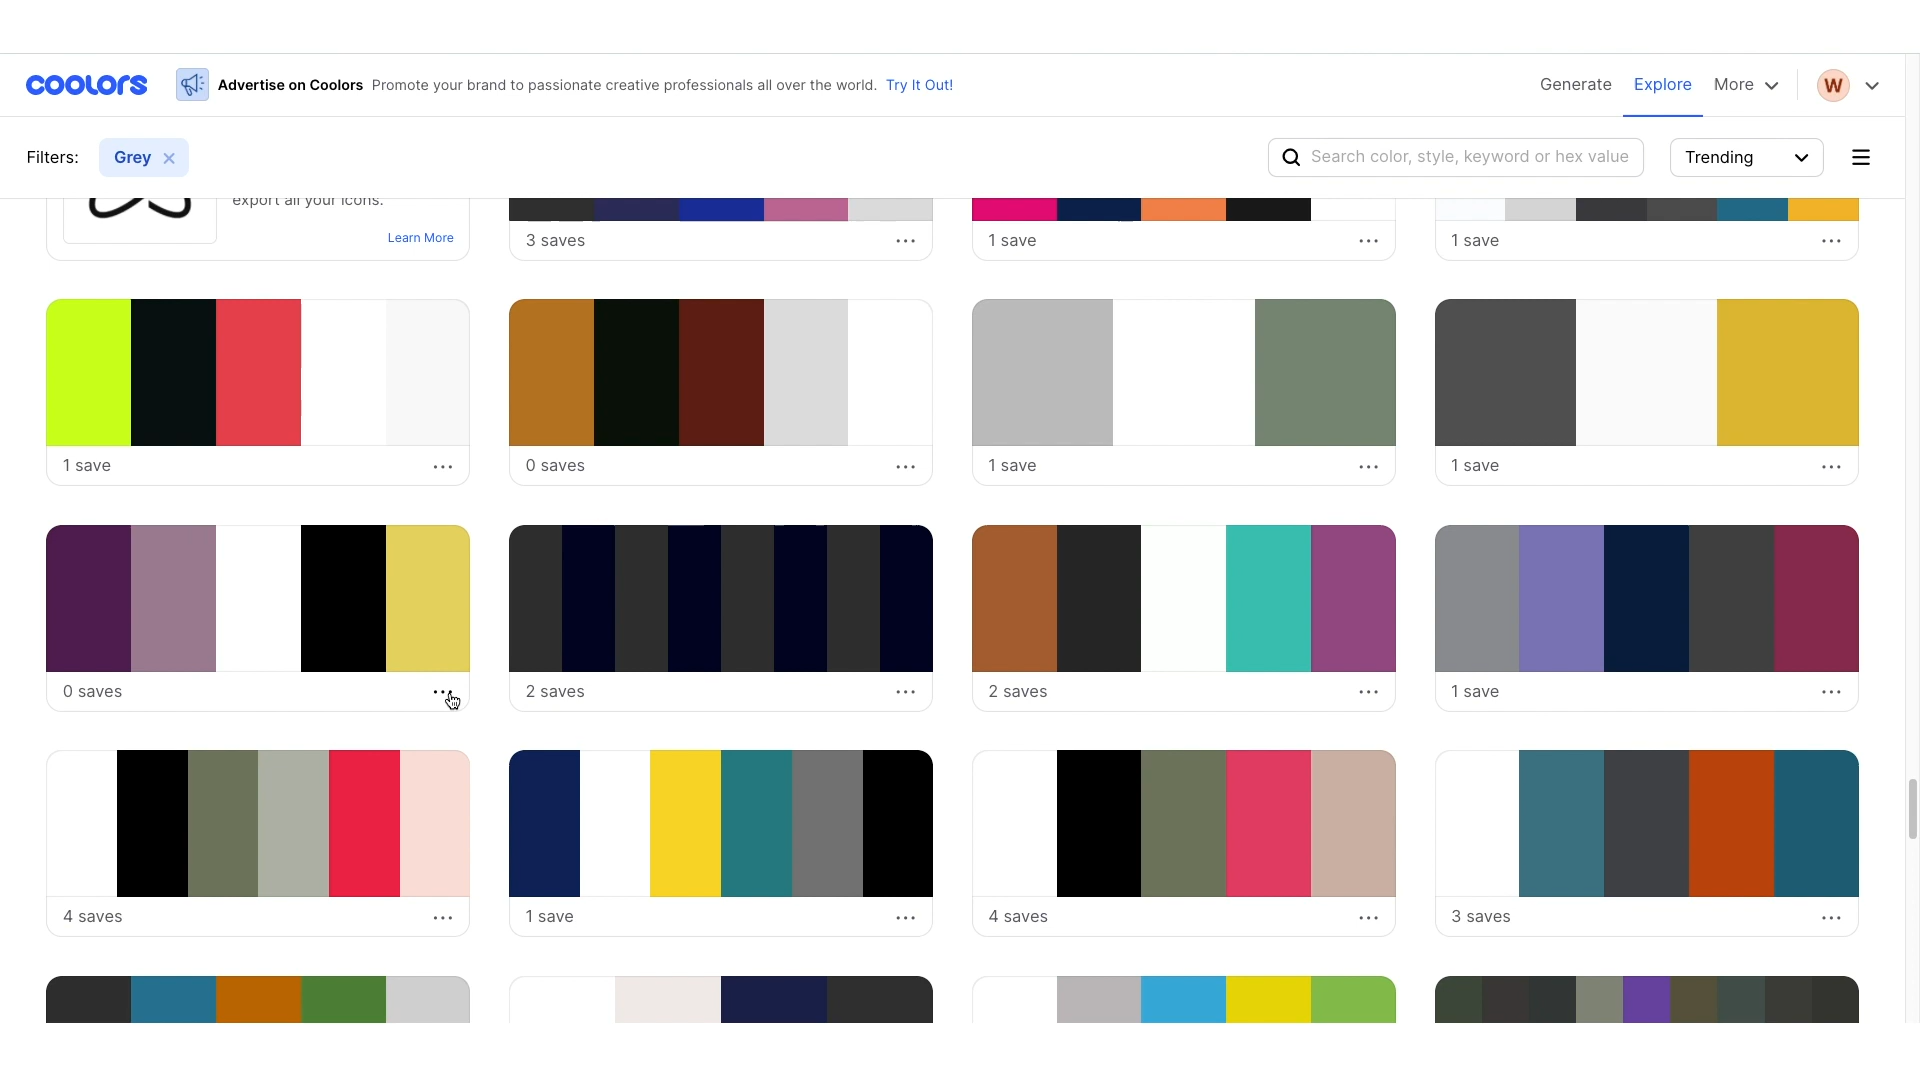 coolors Advertise on Coolors Promote your brand to passionate creative professionals all over the world. Try It Out! Generate Explore More W
Filters: Grey Search color, style, keyword or hex value Trending
export all your icons.
Learn More
3 saves 1 save 1 save
1 save 0 saves 1 save 1 save
0 saves 2 saves 2 saves 1 save
4 saves 1 save 4 saves 3 saves